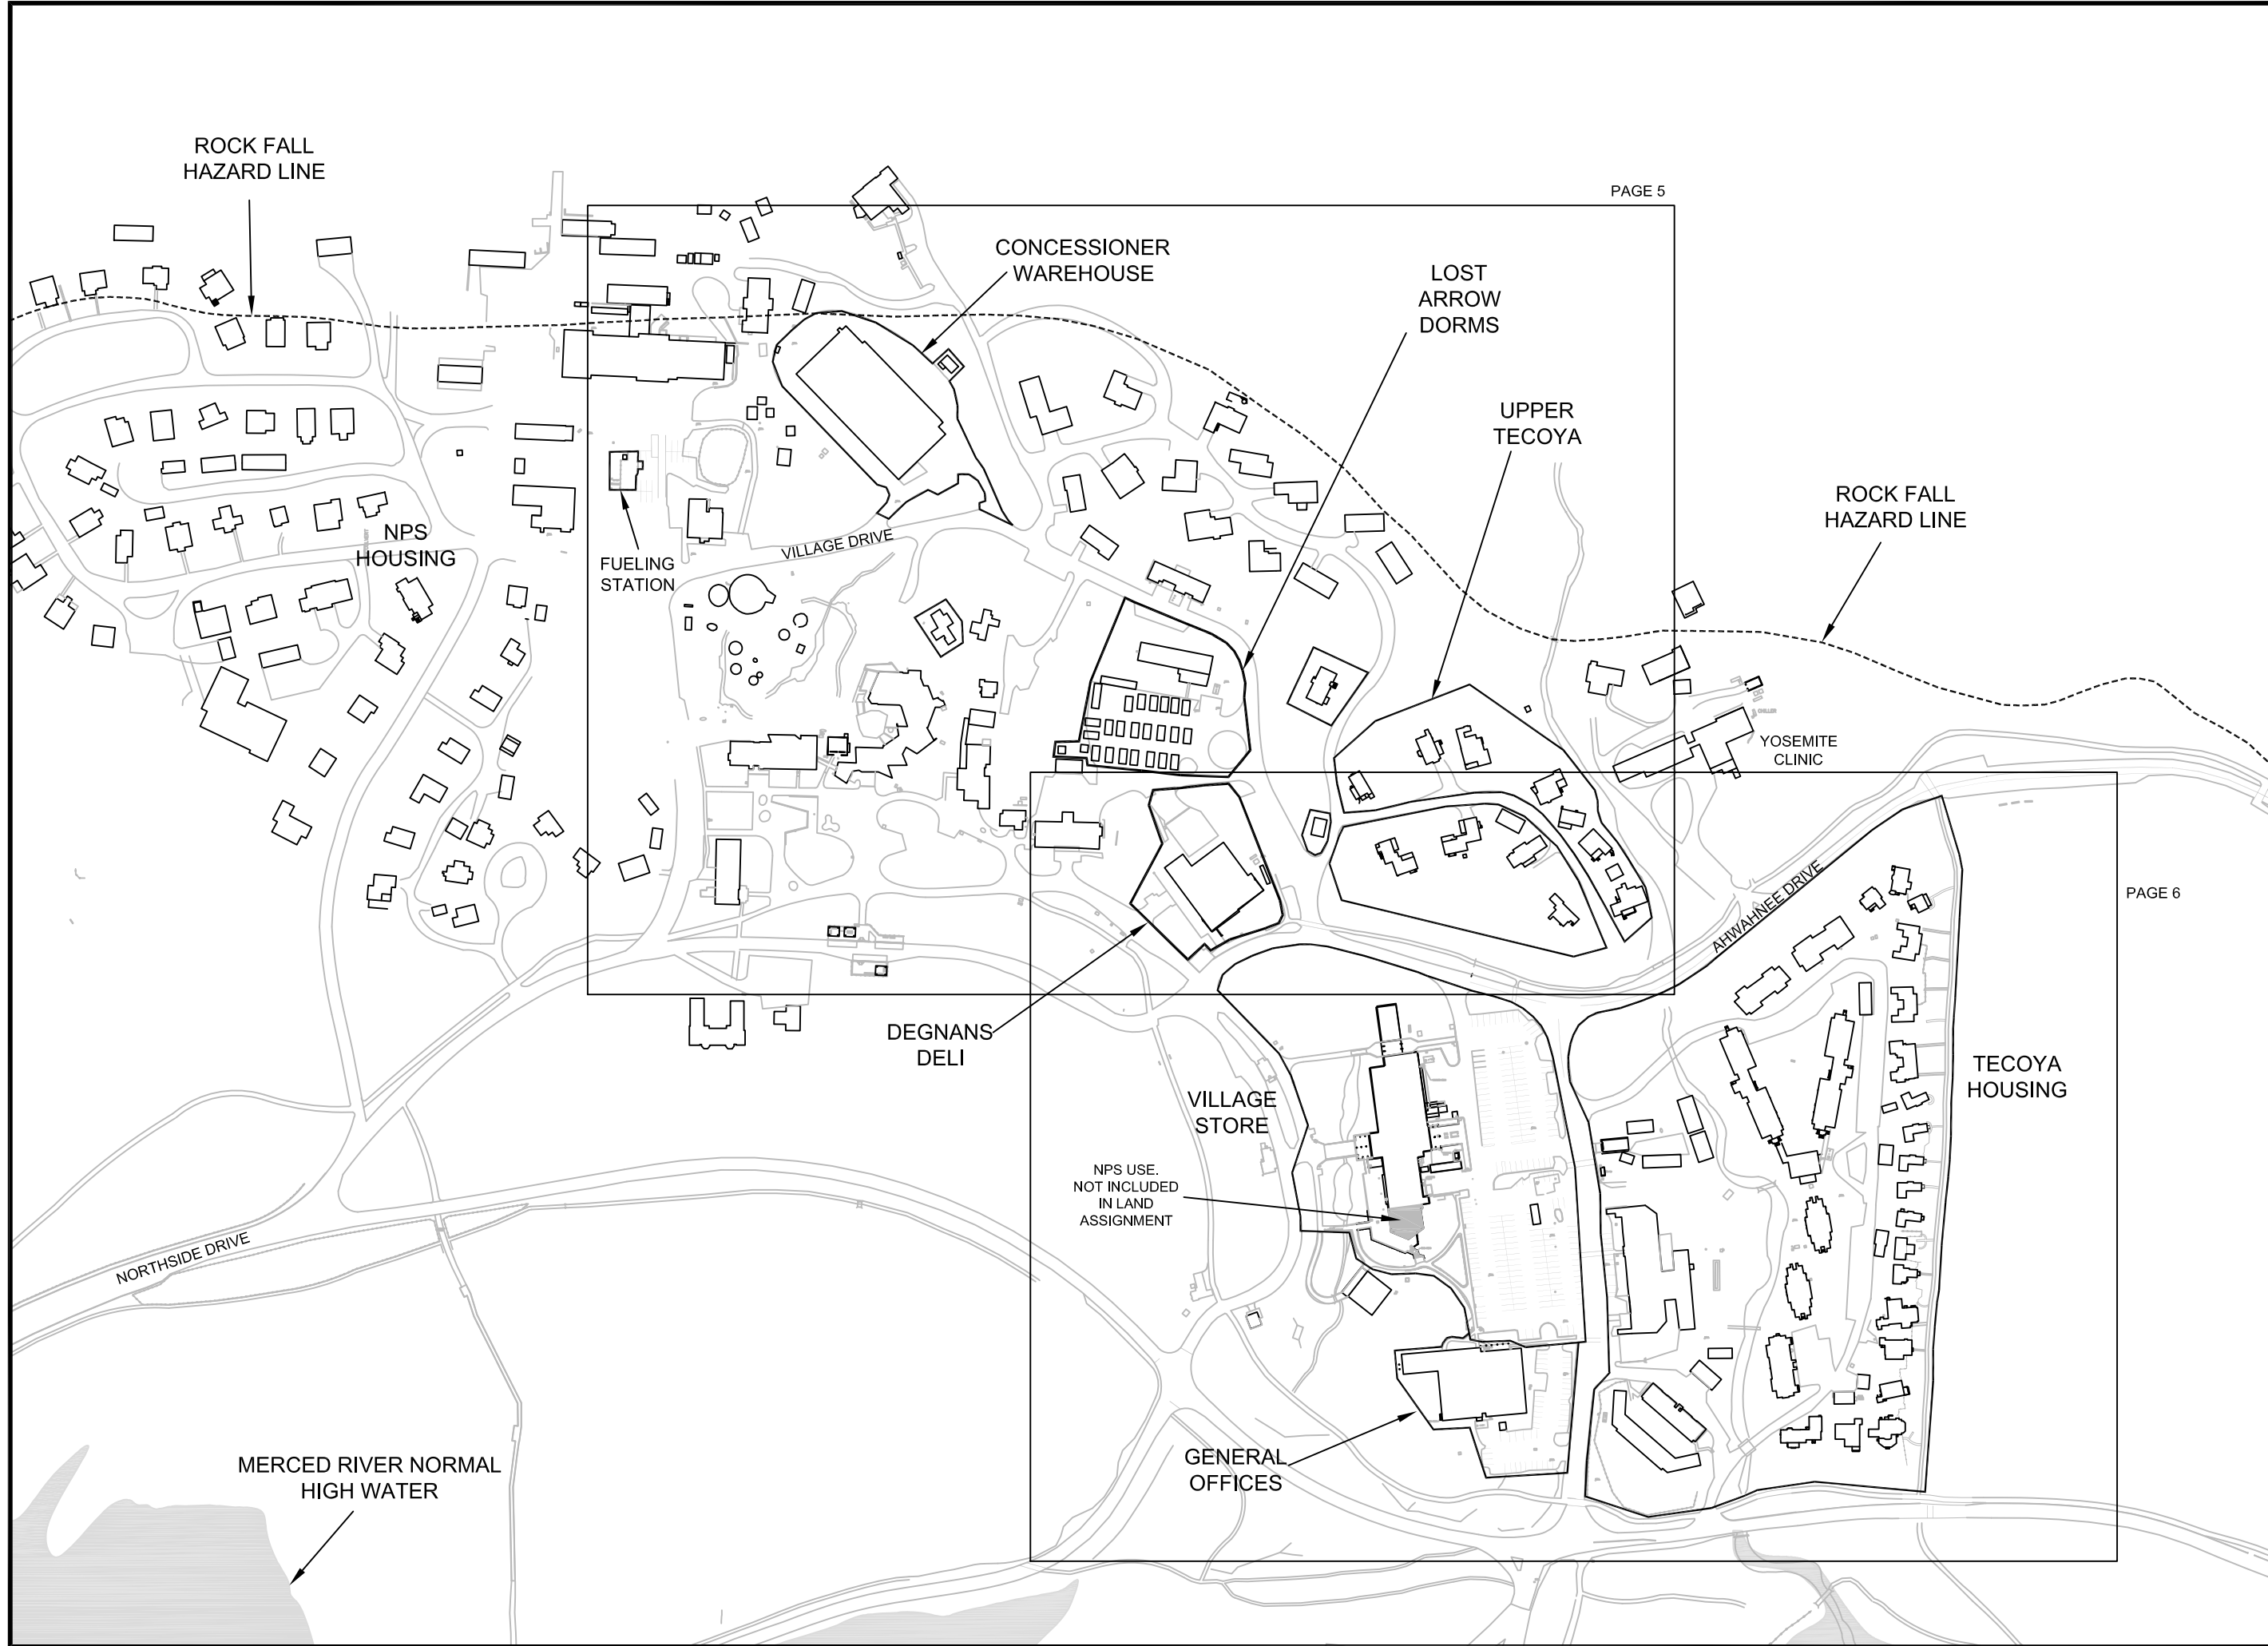 ROCK FALL
HAZARD LINE
PAGE 5
CONCESSIONER
WAREHOUSE
LOST
ARROW
DORMS
UPPER
TECOYA
ROCK FALL
HAZARD LINE
NPS
HOUSING
VILLAGE DRIVE
FUELING
STATION
CHILLER
YOSEMITE
CLINIC
AHWAHNEE DRIVE
PAGE 6
DEGNANS
DELI
TECOYA
HOUSING
VILLAGE
STORE
NPS USE.
NOT INCLUDED
IN LAND
ASSIGNMENT
NORTHSIDE DRIVE
GENERAL
OFFICES
MERCED RIVER NORMAL
HIGH WATER